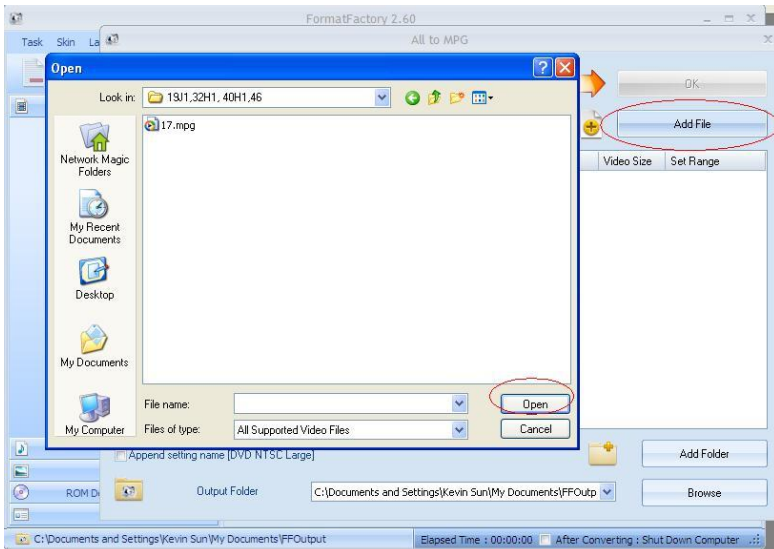 FormatFactory 2.60
Task Skin La
All to MPG
Open
Look in: 19J1,32H1, 40H1,46
OK
Add File
17.mpg
Video Size Set Range
Network Magic
Folders
My Recent
Documents
Desktop
My Documents
My Computer
File name:
Open
Files of type: All Supported Video Files
Cancel
Append setting name [DVD NTSC Large]
Add Folder
ROM D
Output Folder C:\Documents and Settings\Kevin Sun\My Documents\FFOutp
Browse
C:\Documents and Settings\Kevin Sun\My Documents\FFOutput
Elapsed Time : 00:00:00 After Converting : Shut Down Computer